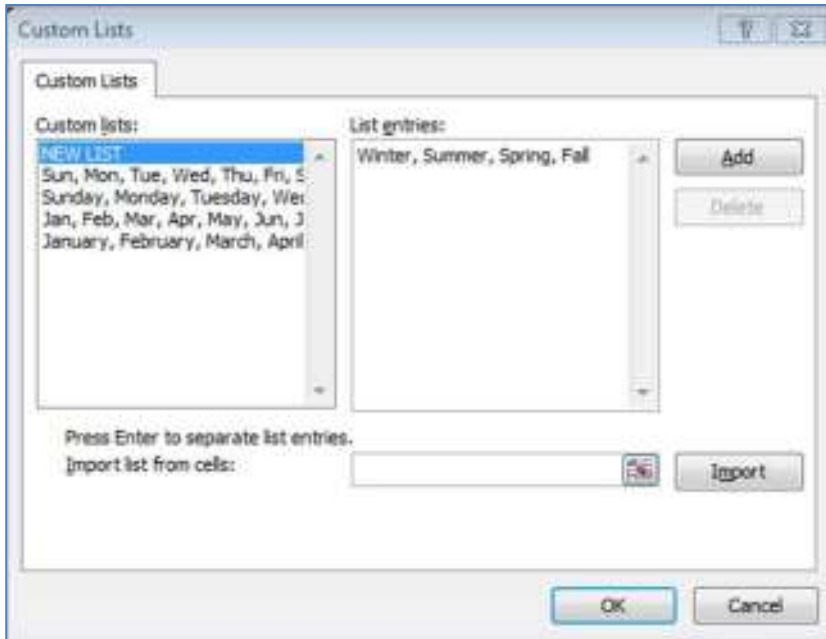 Custom Lists
Custom Lists
Custom lists:
NEW LIST
Sun, Mon, Tue, Wed, Thu, Fri, S
Sunday, Monday, Tuesday, Wed
Jan, Feb, Mar, Apr, May, Jun, J
January, February, March, April
List entries:
Winter, Summer, Spring, Fall
Add
Delete
Press Enter to separate list entries.
Import list from cells:
Import
OK
Cancel